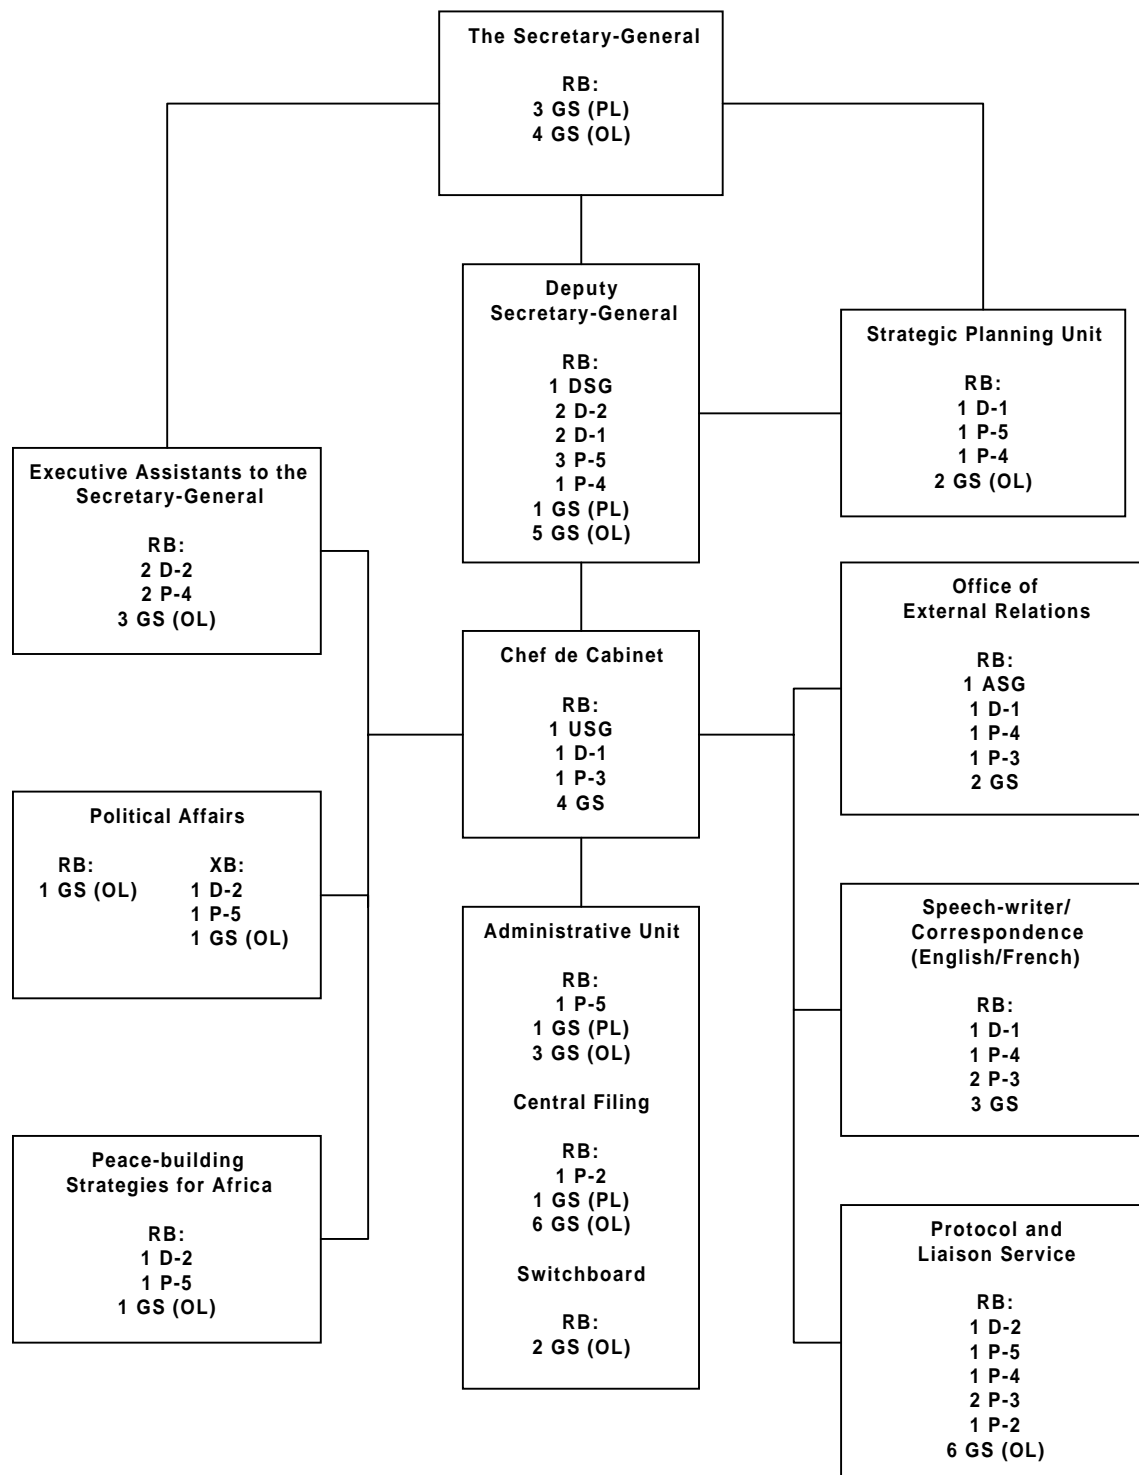 The Secretary-General
RB:
3 GS (PL)
4 GS (OL)
Deputy
Secretary-General
RB:
1 DSG
2 D-2
2 D-1
3 P-5
1 P-4
1 GS (PL)
5 GS (OL)
Strategic Planning Unit
RB:
1 D-1
1 P-5
1 P-4
2 GS (OL)
Executive Assistants to the
Secretary-General
RB:
2 D-2
2 P-4
3 GS (OL)
Chef de Cabinet
RB:
1 USG
1 D-1
1 P-3
4 GS
Office of
External Relations
RB:
1 ASG
1 D-1
1 P-4
1 P-3
2 GS
Political Affairs
RB: XB:
1 GS (OL) 1 D-2
1 P-5
1 GS (OL)
Administrative Unit
RB:
1 P-5
1 GS (PL)
3 GS (OL)
Central Filing
RB:
1 P-2
1 GS (PL)
6 GS (OL)
Switchboard
RB:
2 GS (OL)
Speech-writer/
Correspondence
(English/French)
RB:
1 D-1
1 P-4
2 P-3
3 GS
Peace-building
Strategies for Africa
RB:
1 D-2
1 P-5
1 GS (OL)
Protocol and
Liaison Service
RB:
1 D-2
1 P-5
1 P-4
2 P-3
1 P-2
6 GS (OL)